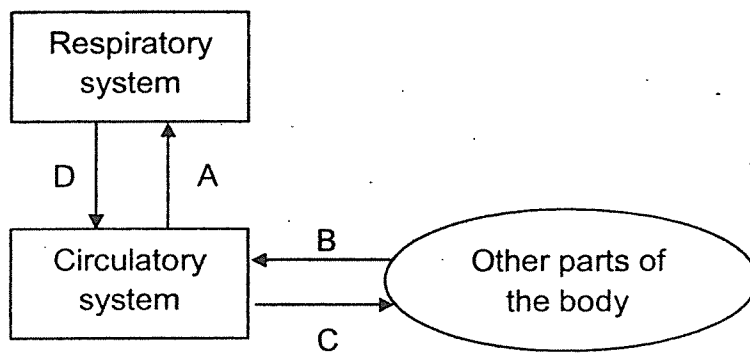 Respiratory
system
D
A
Circulatory
system
B
C
Other parts of
the body